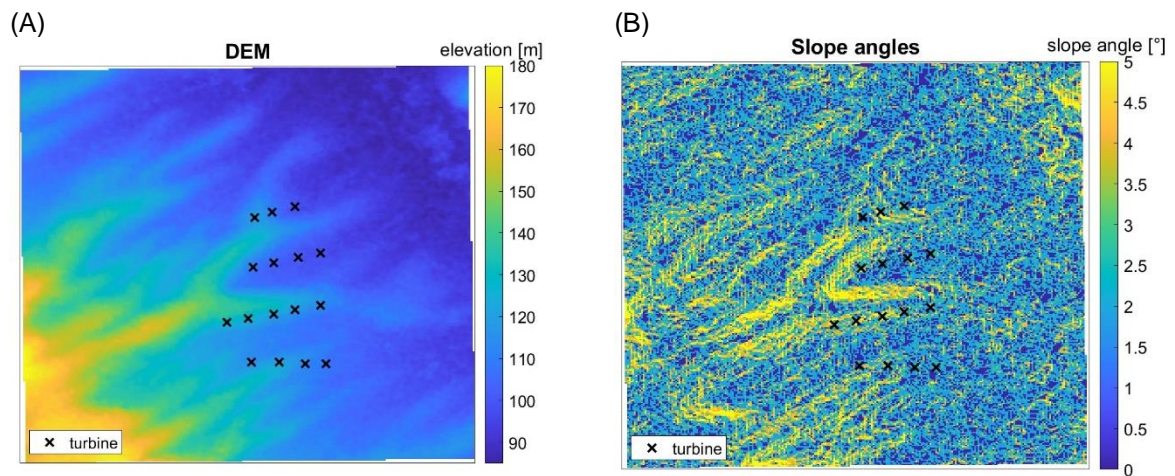 (A)
DEM
elevation [m]
180
170
160
150
140
130
120
110
100
90
× turbine
(B)
Slope angles
slope angle [°]
5
4.5
4
3.5
3
2.5
2
1.5
1
0.5
0
× turbine